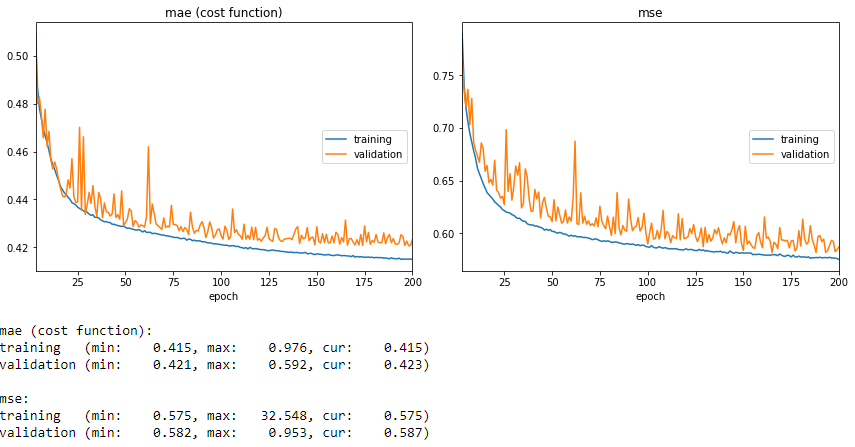 mae (cost function)
0.50
0.48
0.46
0.44
0.42
training
validation
25
50
75
100
125
150
175
200
epoch
mse
0.75
0.70
0.65
0.60
training
validation
25
50
75
100
125
150
175
200
epoch
mae (cost function):
training   (min:    0.415, max:    0.976, cur:    0.415)
validation (min:    0.421, max:    0.592, cur:    0.423)
mse:
training   (min:    0.575, max:   32.548, cur:    0.575)
validation (min:    0.582, max:    0.953, cur:    0.587)